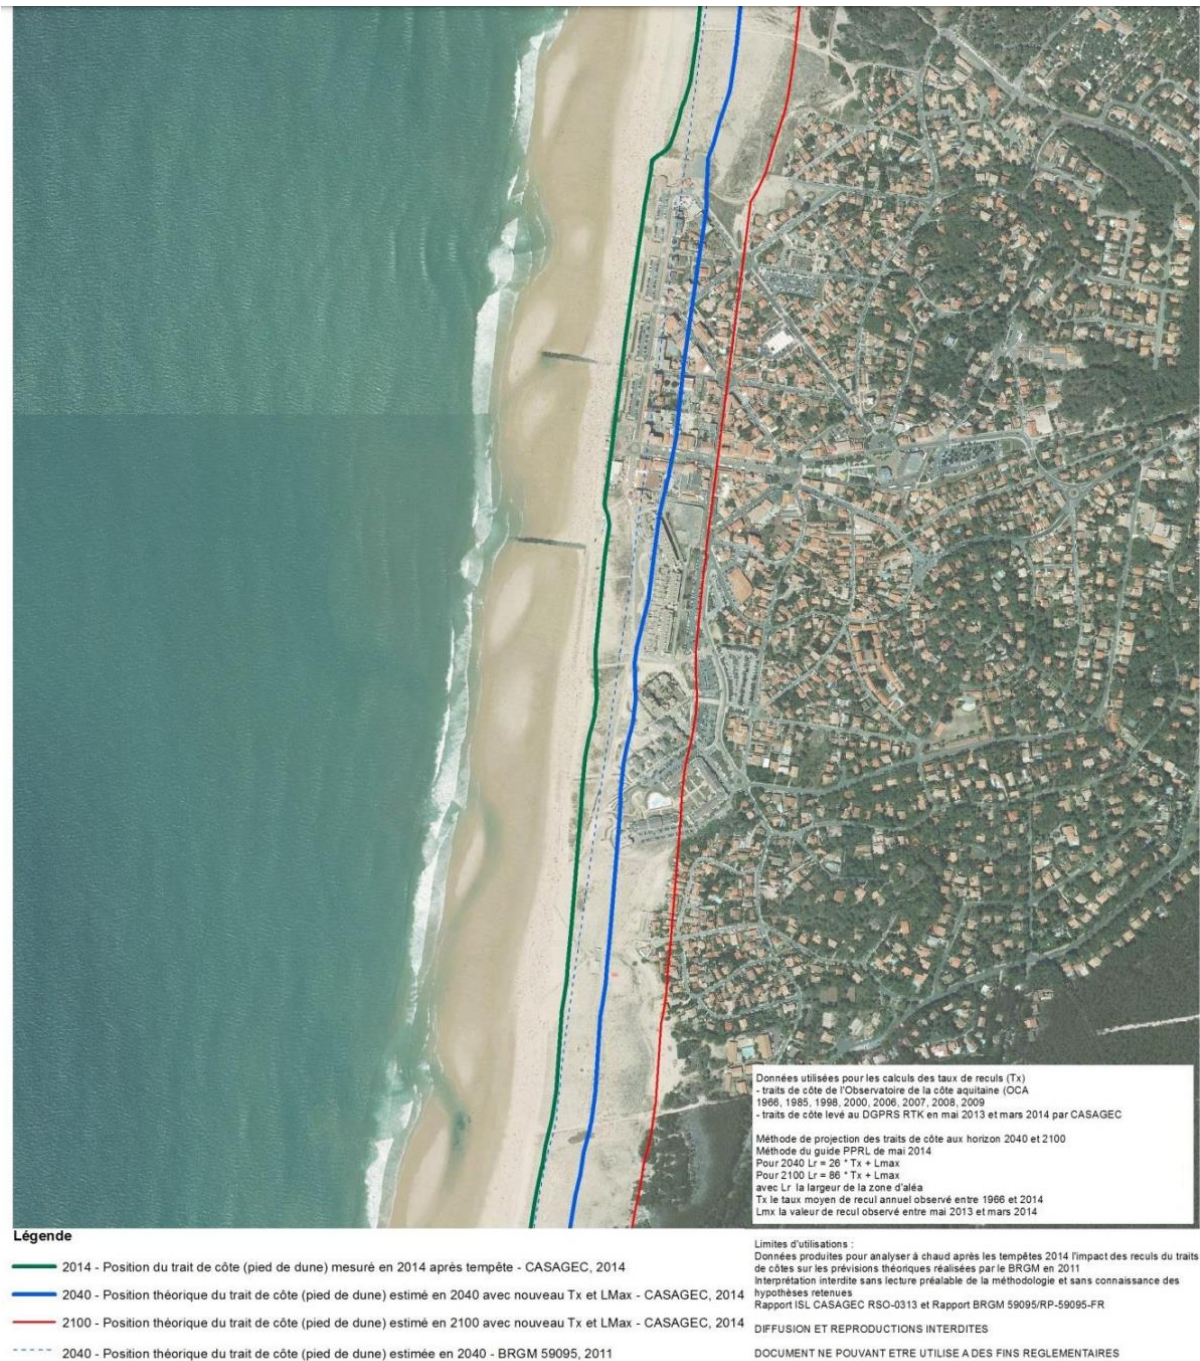 Données utilisées pour les calculs des taux de reculs (Tx)
- traits de côte de l'Observatoire de la côte aquitaine (OCA
1966, 1985, 1998, 2000, 2006, 2007, 2008, 2009
- traits de côte levé au DGPRS RTK en mai 2013 et mars 2014 par CASAGEC
Méthode de projection des traits de côte aux horizon 2040 et 2100
Méthode du guide PPRL de mai 2014
Pour 2040 Lr = 26 * Tx + Lmax
Pour 2100 Lr = 86 * Tx + Lmax
avec Lr la largeur de la zone d'aléa
Tx le taux moyen de recul annuel observé entre 1966 et 2014
Lmx la valeur de recul observé entre mai 2013 et mars 2014
Légende
2014 - Position du trait de côte (pied de dune) mesuré en 2014 après tempête - CASAGEC, 2014
2040 - Position théorique du trait de côte (pied de dune) estimé en 2040 avec nouveau Tx et LMax - CASAGEC, 2014
2100 - Position théorique du trait de côte (pied de dune) estimé en 2100 avec nouveau Tx et LMax - CASAGEC, 2014
2040 - Position théorique du trait de côte (pied de dune) estimée en 2040 - BRGM 59095, 2011
Limites d'utilisations :
Données produites pour analyser à chaud après les tempêtes 2014 l'impact des reculs du traits
de côtes sur les prévisions théoriques réalisées par le BRGM en 2011
Interprétation interdite sans lecture préalable de la méthodologie et sans connaissance des
hypothèses retenues
Rapport ISL CASAGEC RSO-0313 et Rapport BRGM 59095/RP-59095-FR
DIFFUSION ET REPRODUCTIONS INTERDITES
DOCUMENT NE POUVANT ETRE UTILISE A DES FINS REGLEMENTAIRES